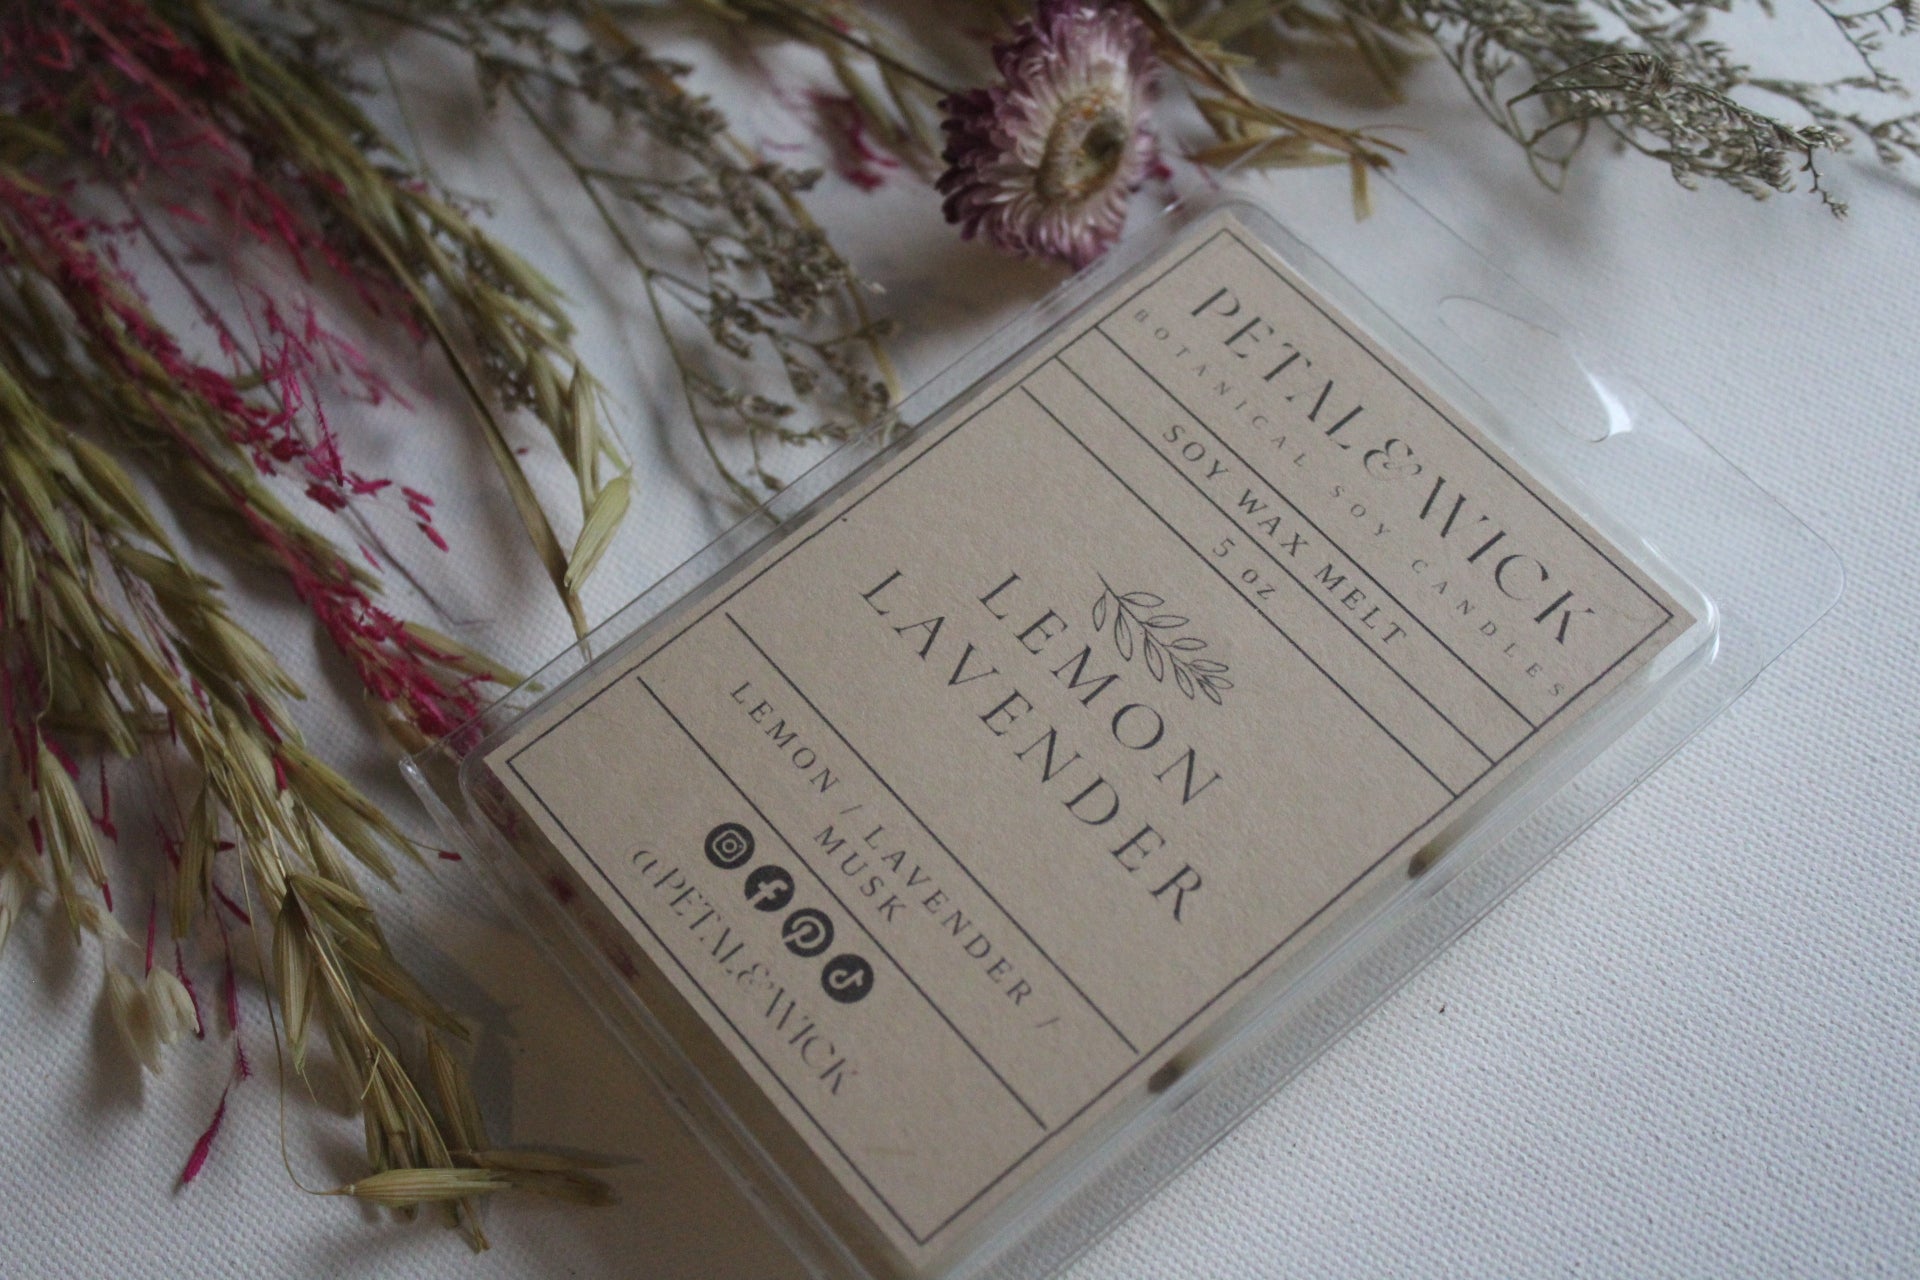 PETAL&WICK
BOTANICAL SOY CANDLES
SOY WAX MELT
5 OZ
LEMON
LAVENDER
LEMON / LAVENDER /
MUSK
@PETAL&WICK